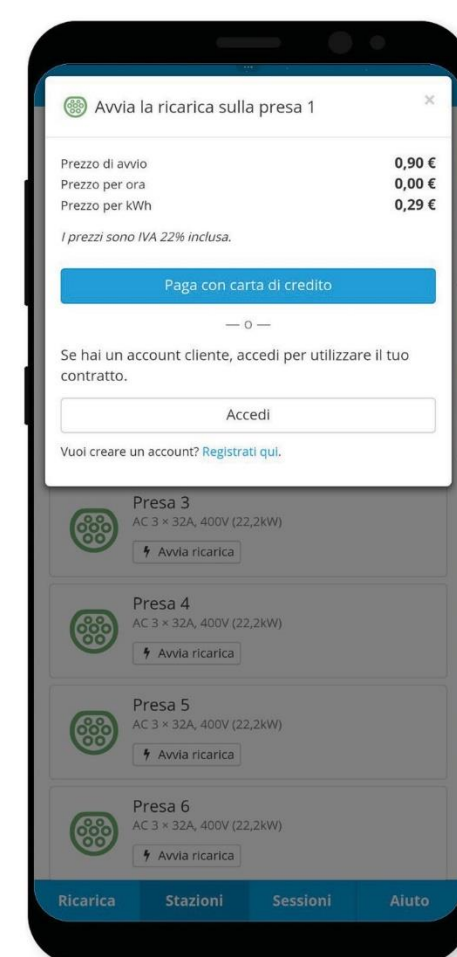 Avvia la ricarica sulla presa 1
×
Prezzo di avvio 0,90 €
Prezzo per ora 0,00 €
Prezzo per kWh 0,29 €
I prezzi sono IVA 22% inclusa.
Paga con carta di credito
— o —
Se hai un account cliente, accedi per utilizzare il tuo
contratto.
Accedi
Vuoi creare un account? Registrati qui.
Presa 3
AC 3 × 32A, 400V (22,2kW)
Avvia ricarica
Presa 4
AC 3 × 32A, 400V (22,2kW)
Avvia ricarica
Presa 5
AC 3 × 32A, 400V (22,2kW)
Avvia ricarica
Presa 6
AC 3 × 32A, 400V (22,2kW)
Avvia ricarica
Ricarica Stazioni Sessioni Aiuto